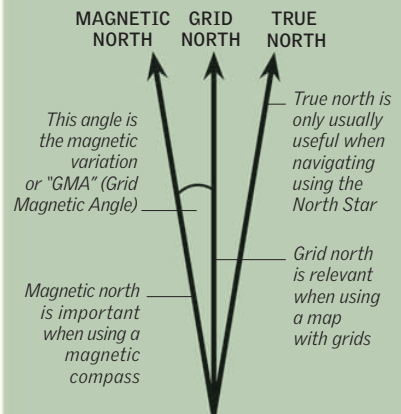 MAGNETIC
NORTH
GRID
NORTH
TRUE
NORTH
This angle is
the magnetic
variation
or "GMA" (Grid
Magnetic Angle)
True north is
only usually
useful when
navigating
using the
North Star
Magnetic north
is important
when using a
magnetic
compass
Grid north
is relevant
when using
a map
with grids